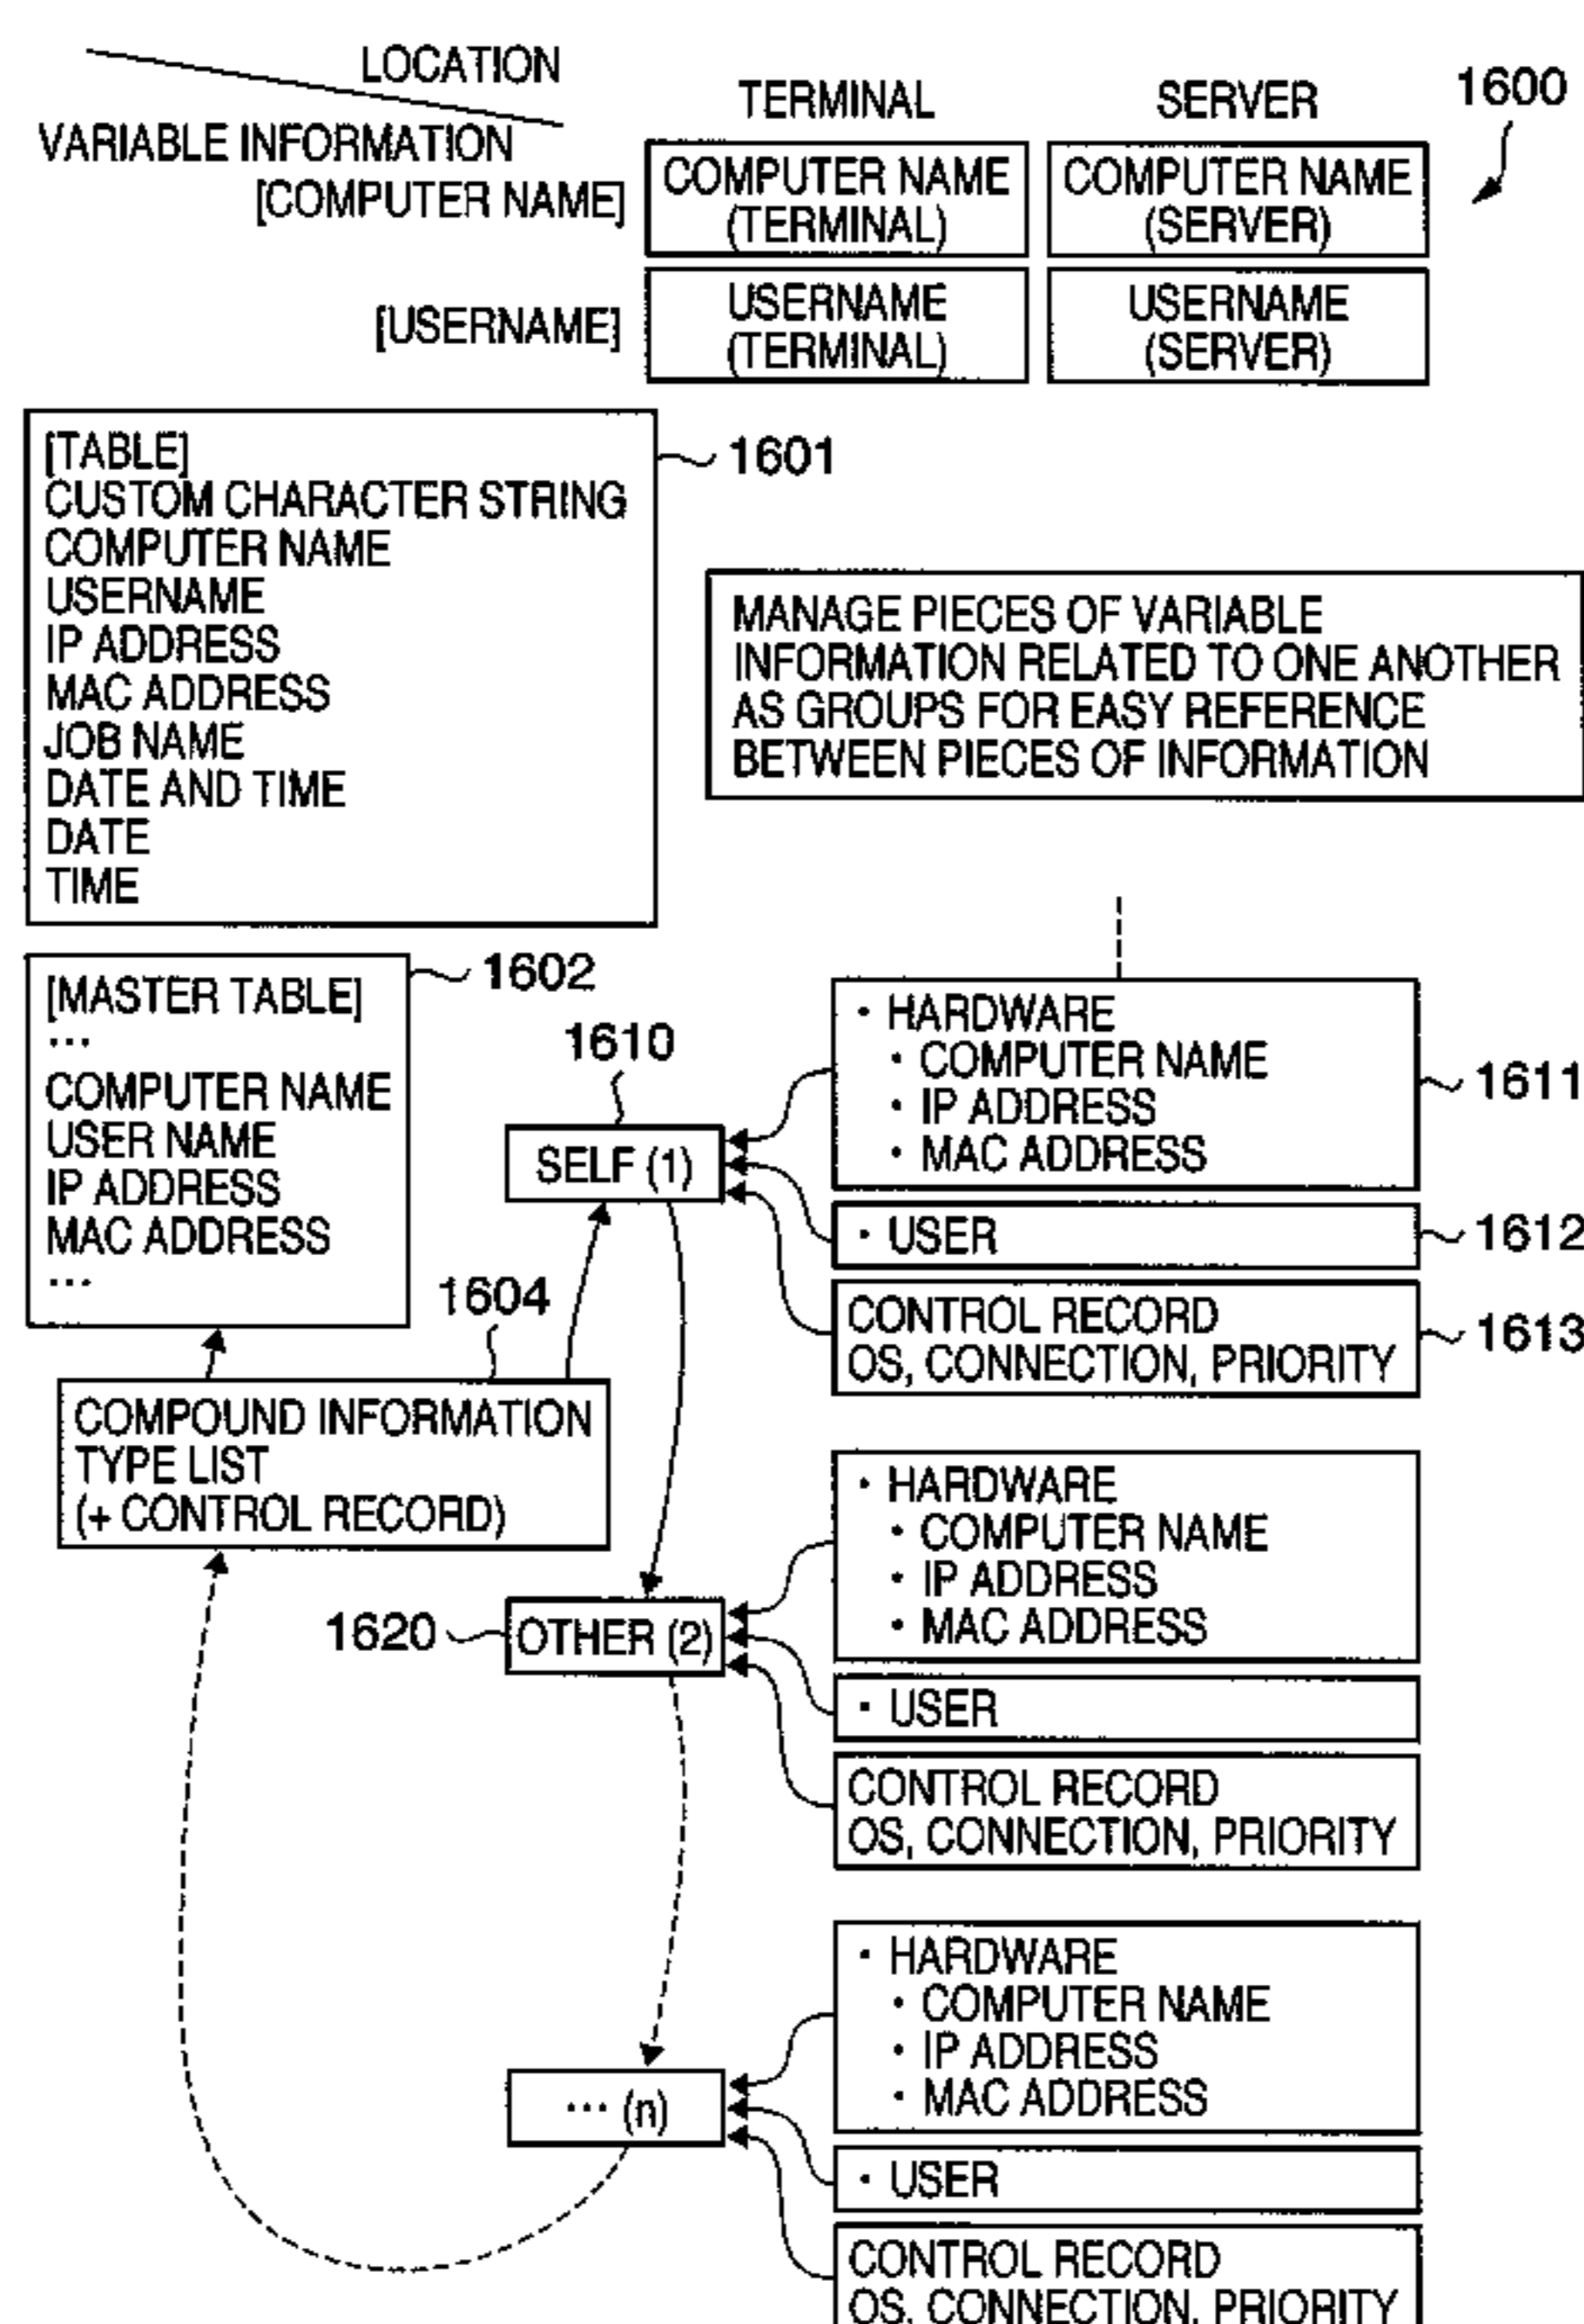 LOCATION
VARIABLE INFORMATION
TERMINAL
SERVER
1600
[COMPUTER NAME]
COMPUTER NAME
(TERMINAL)
COMPUTER NAME
(SERVER)
[USERNAME]
USERNAME
(TERMINAL)
USERNAME
(SERVER)
[TABLE]
CUSTOM CHARACTER STRING
COMPUTER NAME
USERNAME
IP ADDRESS
MAC ADDRESS
JOB NAME
DATE AND TIME
DATE
TIME
1601
MANAGE PIECES OF VARIABLE
INFORMATION RELATED TO ONE ANOTHER
AS GROUPS FOR EASY REFERENCE
BETWEEN PIECES OF INFORMATION
[MASTER TABLE]
...
COMPUTER NAME
USER NAME
IP ADDRESS
MAC ADDRESS
...
1602
1610
SELF (1)
• HARDWARE
• COMPUTER NAME
• IP ADDRESS
• MAC ADDRESS
1611
• USER
1612
CONTROL RECORD
OS, CONNECTION, PRIORITY
1613
1604
COMPOUND INFORMATION
TYPE LIST
(+ CONTROL RECORD)
1620
OTHER (2)
• HARDWARE
• COMPUTER NAME
• IP ADDRESS
• MAC ADDRESS
• USER
CONTROL RECORD
OS, CONNECTION, PRIORITY
... (n)
• HARDWARE
• COMPUTER NAME
• IP ADDRESS
• MAC ADDRESS
• USER
CONTROL RECORD
OS, CONNECTION, PRIORITY